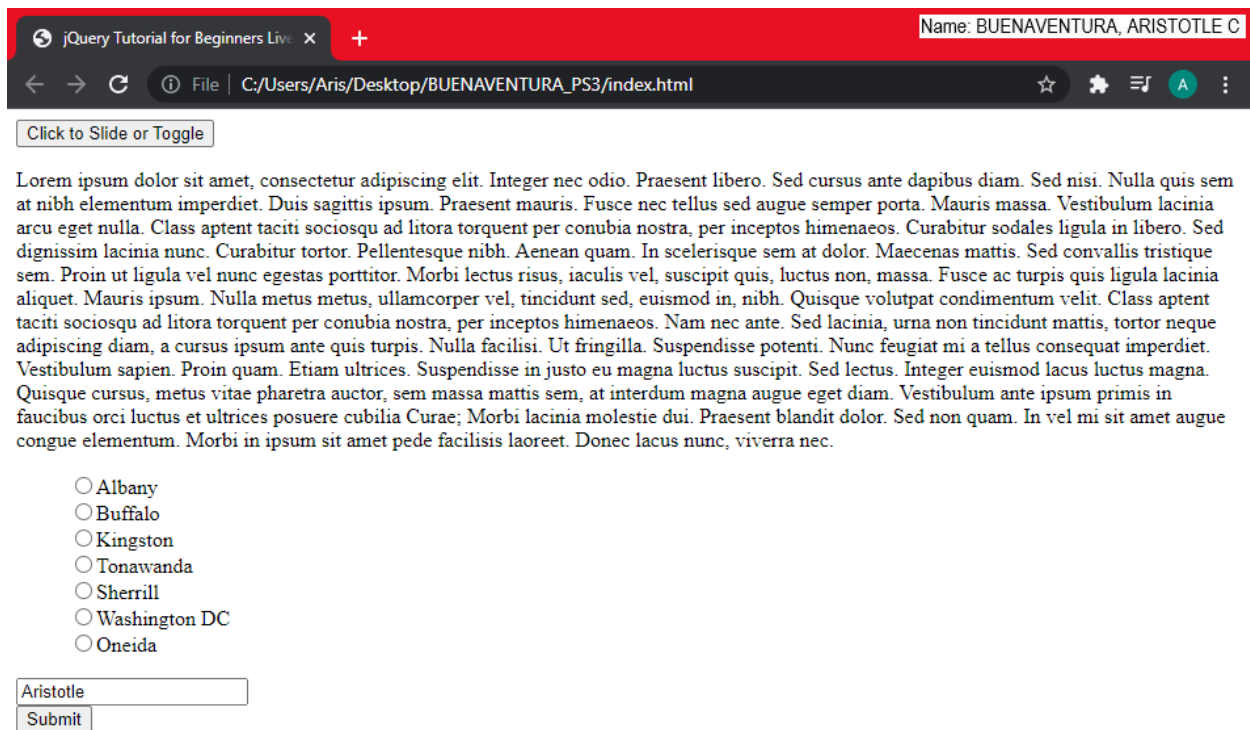 Name: BUENAVENTURA, ARISTOTLE C
jQuery Tutorial for Beginners Live
File | C:/Users/Aris/Desktop/BUENAVENTURA_PS3/index.html
A
Click to Slide or Toggle
Lorem ipsum dolor sit amet, consectetur adipiscing elit. Integer nec odio. Praesent libero. Sed cursus ante dapibus diam. Sed nisi. Nulla quis sem
at nibh elementum imperdiet. Duis sagittis ipsum. Praesent mauris. Fusce nec tellus sed augue semper porta. Mauris massa. Vestibulum lacinia
arcu eget nulla. Class aptent taciti sociosqu ad litora torquent per conubia nostra, per inceptos himenaeos. Curabitur sodales ligula in libero. Sed
dignissim lacinia nunc. Curabitur tortor. Pellentesque nibh. Aenean quam. In scelerisque sem at dolor. Maecenas mattis. Sed convallis tristique
sem. Proin ut ligula vel nunc egestas porttitor. Morbi lectus risus, iaculis vel, suscipit quis, luctus non, massa. Fusce ac turpis quis ligula lacinia
aliquet. Mauris ipsum. Nulla metus metus, ullamcorper vel, tincidunt sed, euismod in, nibh. Quisque volutpat condimentum velit. Class aptent
taciti sociosqu ad litora torquent per conubia nostra, per inceptos himenaeos. Nam nec ante. Sed lacinia, urna non tincidunt mattis, tortor neque
adipiscing diam, a cursus ipsum ante quis turpis. Nulla facilisi. Ut fringilla. Suspendisse potenti. Nunc feugiat mi a tellus consequat imperdiet.
Vestibulum sapien. Proin quam. Etiam ultrices. Suspendisse in justo eu magna luctus suscipit. Sed lectus. Integer euismod lacus luctus magna.
Quisque cursus, metus vitae pharetra auctor, sem massa mattis sem, at interdum magna augue eget diam. Vestibulum ante ipsum primis in
faucibus orci luctus et ultrices posuere cubilia Curae; Morbi lacinia molestie dui. Praesent blandit dolor. Sed non quam. In vel mi sit amet augue
congue elementum. Morbi in ipsum sit amet pede facilisis laoreet. Donec lacus nunc, viverra nec.
Albany
Buffalo
Kingston
Tonawanda
Sherrill
Washington DC
Oneida
Aristotle
Submit